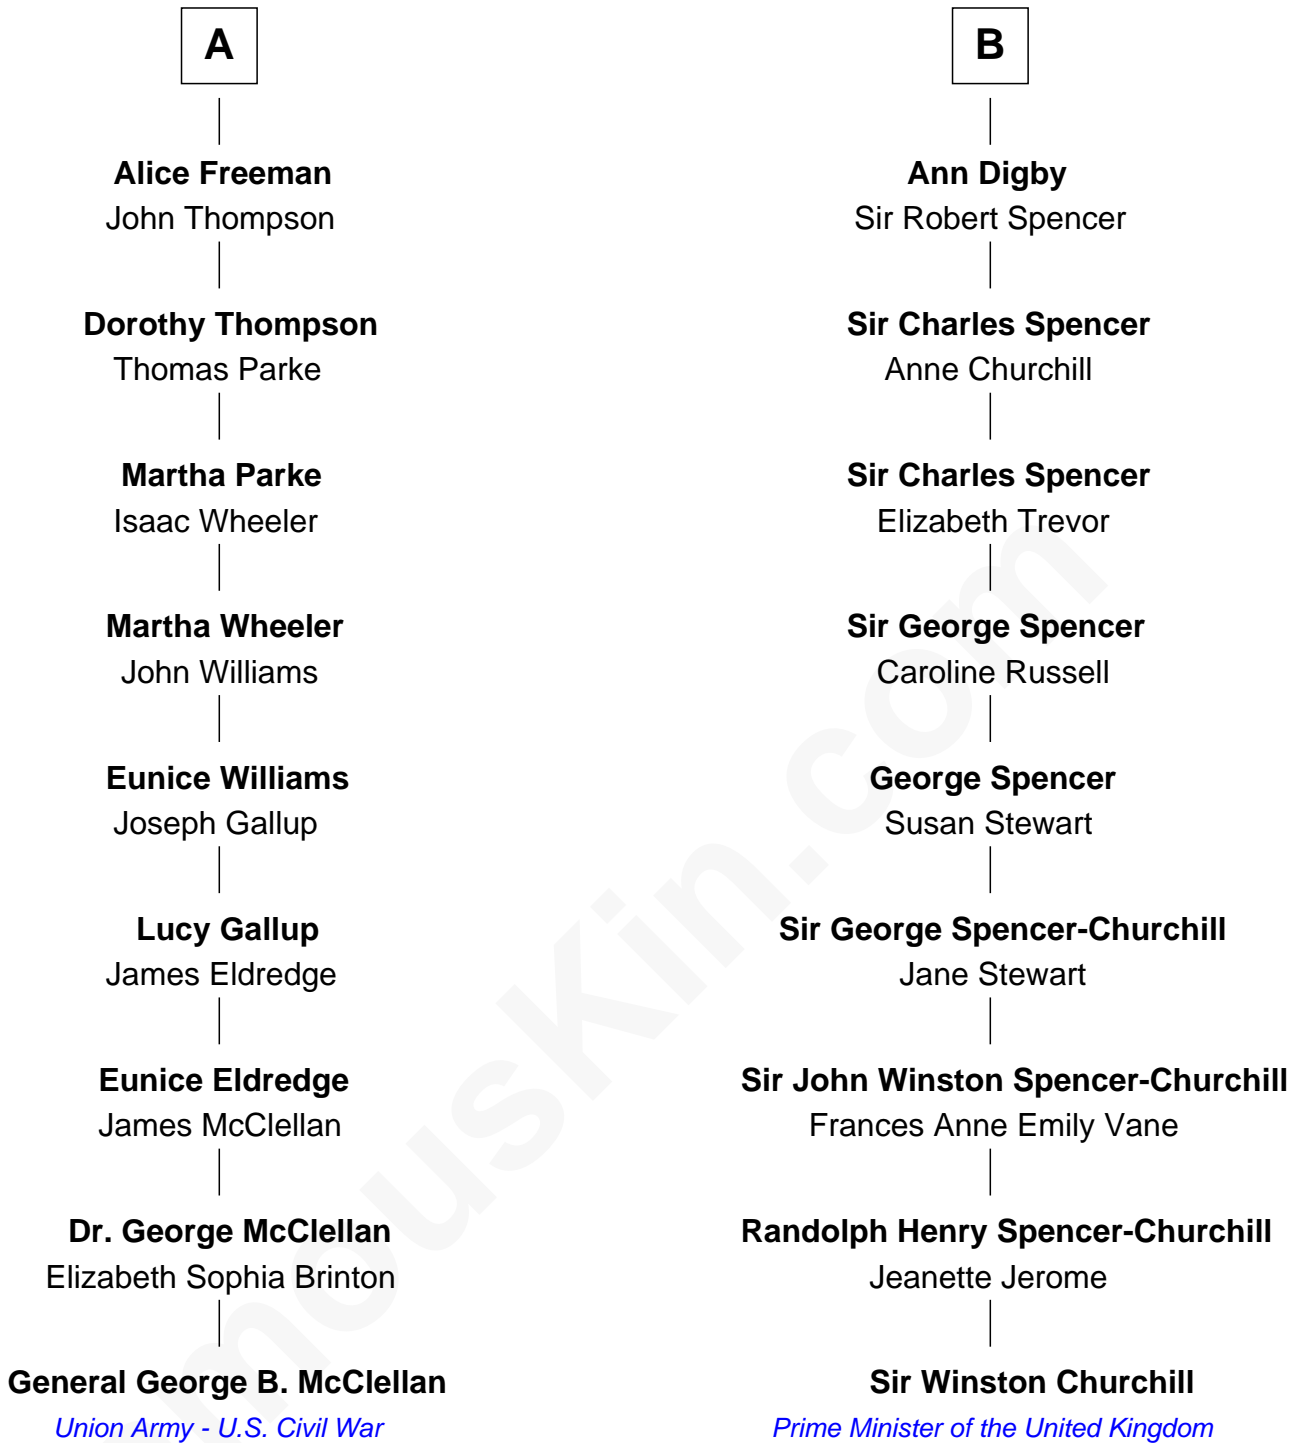 A
Alice Freeman
John Thompson
Dorothy Thompson
Thomas Parke
Martha Parke
Isaac Wheeler
Martha Wheeler
John Williams
Eunice Williams
Joseph Gallup
Lucy Gallup
James Eldredge
Eunice Eldredge
James McClellan
Dr. George McClellan
Elizabeth Sophia Brinton
General George B. McClellan
Union Army - U.S. Civil War
B
Ann Digby
Sir Robert Spencer
Sir Charles Spencer
Anne Churchill
Sir Charles Spencer
Elizabeth Trevor
Sir George Spencer
Caroline Russell
George Spencer
Susan Stewart
Sir George Spencer-Churchill
Jane Stewart
Sir John Winston Spencer-Churchill
Frances Anne Emily Vane
Randolph Henry Spencer-Churchill
Jeanette Jerome
Sir Winston Churchill
Prime Minister of the United Kingdom
mousKin.com